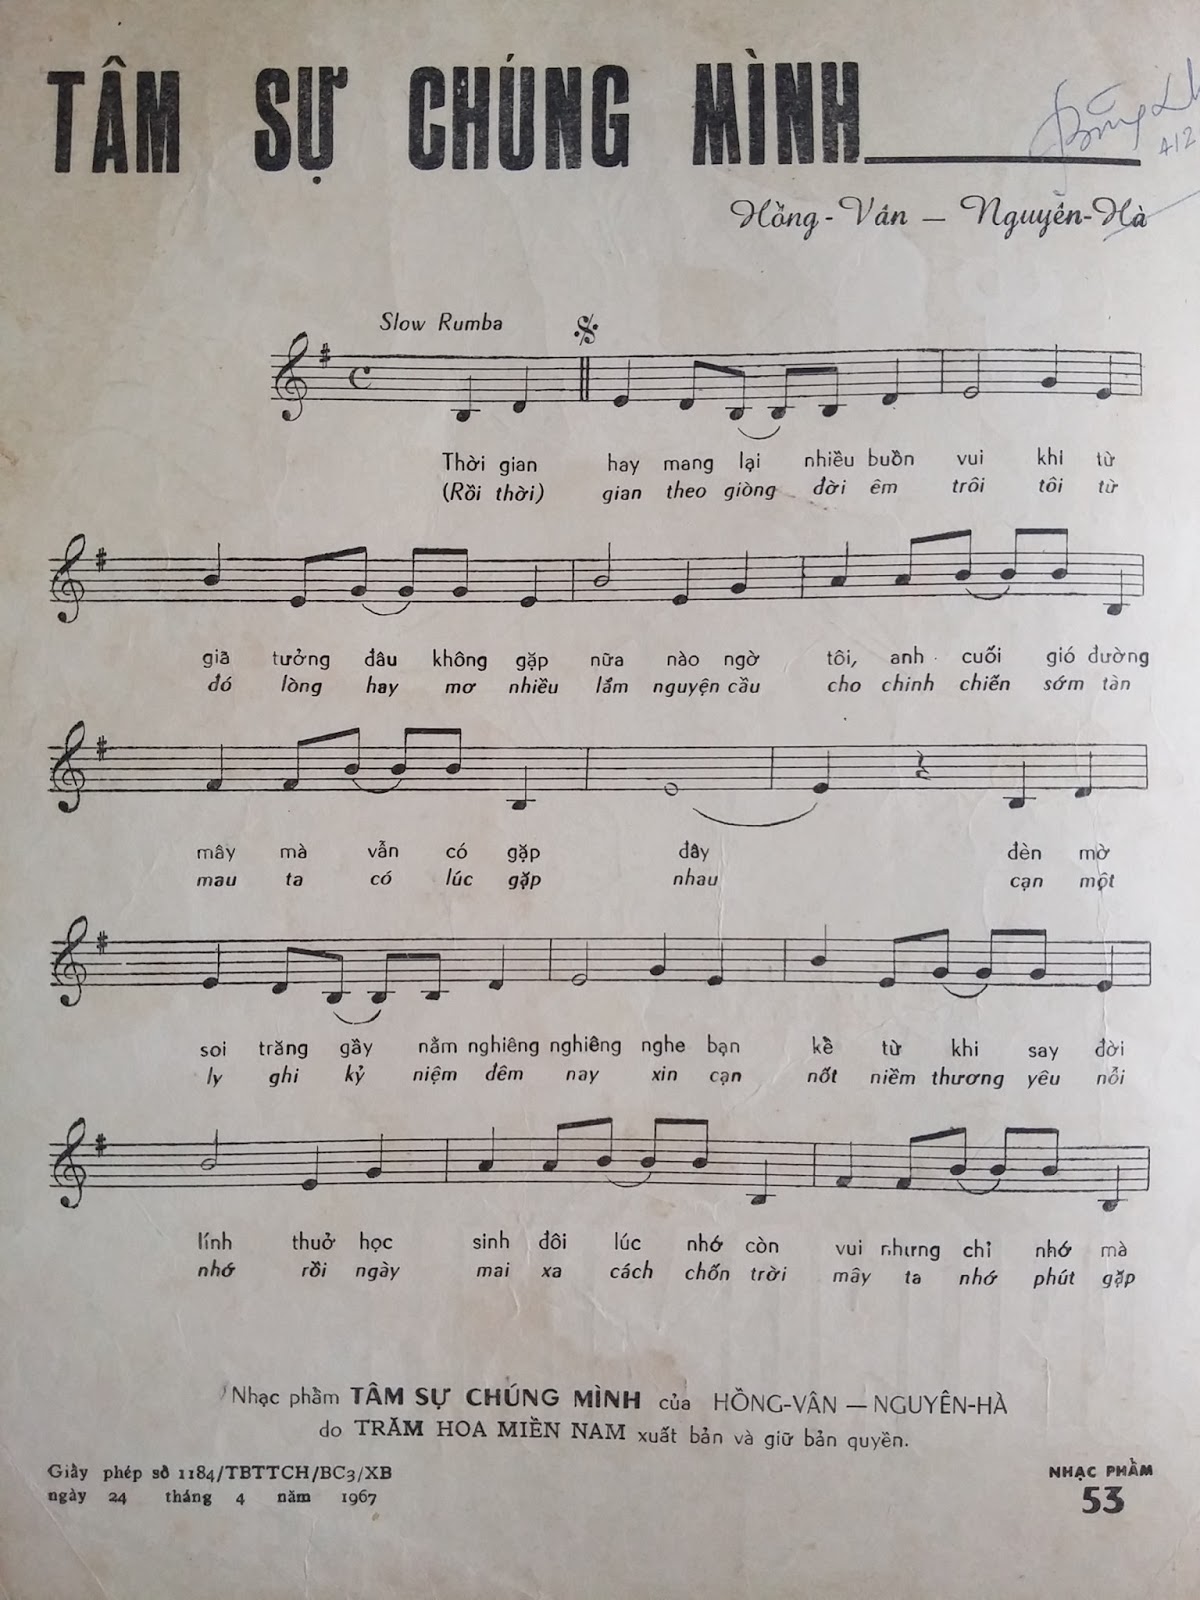 TÂM SỰ CHÚNG MÌNH
4/2
Hồng-Vân — Nguyên-Hà
Slow Rumba
Thời gian hay mang lại nhiều buồn vui khi từ
(Rồi thời) gian theo giòng đời êm trôi tôi từ
giã tưởng đâu không gặp nữa nào ngờ tôi, anh cuối gió đường
đó lòng hay mơ nhiều lắm nguyện cầu cho chinh chiến sớm tàn
mây mà vẫn có gặp đây đèn mờ
mau ta có lúc gặp nhau cạn một
soi trăng gầy nằm nghiêng nghiêng nghe bạn kề từ khi say đời
ly ghi kỷ niệm đêm nay xin cạn nốt niềm thương yêu nỗi
lính thuở học sinh đôi lúc nhớ còn vui nhưng chỉ nhớ mà
nhớ rồi ngày mai xa cách chốn trời mây ta nhớ phút gặp
Nhạc phẩm TÂM SỰ CHÚNG MÌNH của HỒNG-VÂN — NGUYÊN-HÀ
do TRĂM HOA MIỀN NAM xuất bản và giữ bản quyền.
Giấy phép số 1184/TBTTCH/BC3/XB
ngày 24 tháng 4 năm 1967
NHẠC PHẨM
53